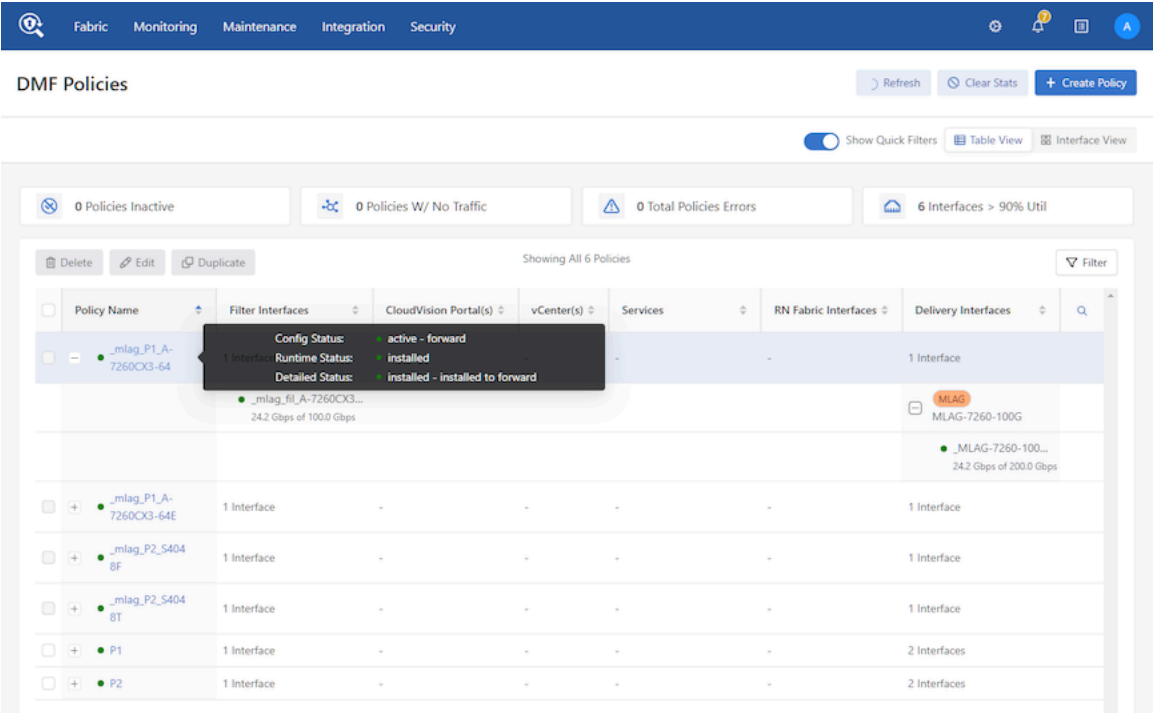 Fabric Monitoring Maintenance Integration Security 7 A
DMF Policies Refresh Clear Stats + Create Policy
Show Quick Filters Table View Interface View
0 Policies Inactive 0 Policies W/ No Traffic 0 Total Policies Errors 6 Interfaces > 90% Util
Delete Edit Duplicate Showing All 6 Policies Filter
Policy Name Filter Interfaces CloudVision Portal(s) vCenter(s) Services RN Fabric Interfaces Delivery Interfaces
Config Status: active - forward
_mlag_P1_A- 1 Interface Runtime Status: installed - - 1 Interface
7260CX3-64
Detailed Status: installed - installed to forward
_mlag_fil_A-7260CX3... MLAG
24.2 Gbps of 100.0 Gbps MLAG-7260-100G
_MLAG-7260-100...
24.2 Gbps of 200.0 Gbps
_mlag_P1_A- 1 Interface - - - - 1 Interface
7260CX3-64E
_mlag_P2_S404 1 Interface - - - - 1 Interface
8F
_mlag_P2_S404 1 Interface - - - - 1 Interface
8T
P1 1 Interface - - - - 2 Interfaces
P2 1 Interface - - - - 2 Interfaces